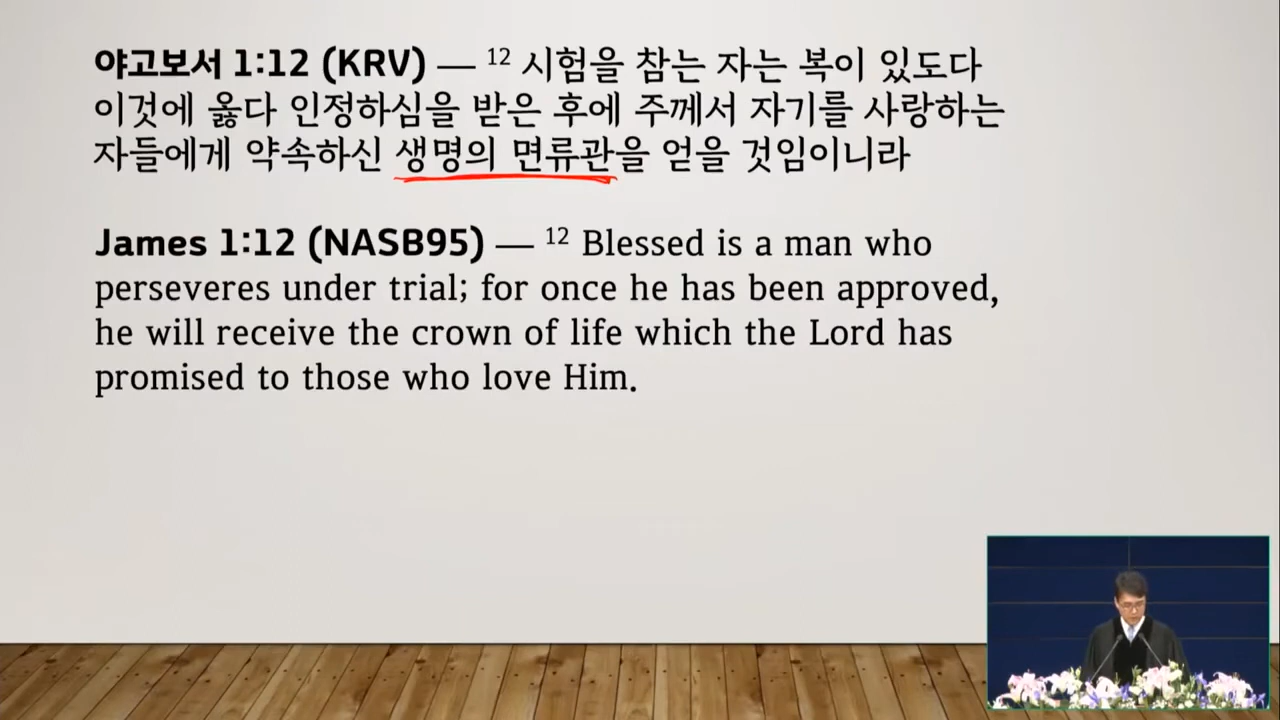 야고보서 1:12 (KRV) — 12 시험을 참는 자는 복이 있도다
이것에 옳다 인정하심을 받은 후에 주께서 자기를 사랑하는
자들에게 약속하신 생명의 면류관을 얻을 것임이니라
James 1:12 (NASB95) — 12 Blessed is a man who
perseveres under trial; for once he has been approved,
he will receive the crown of life which the Lord has
promised to those who love Him.